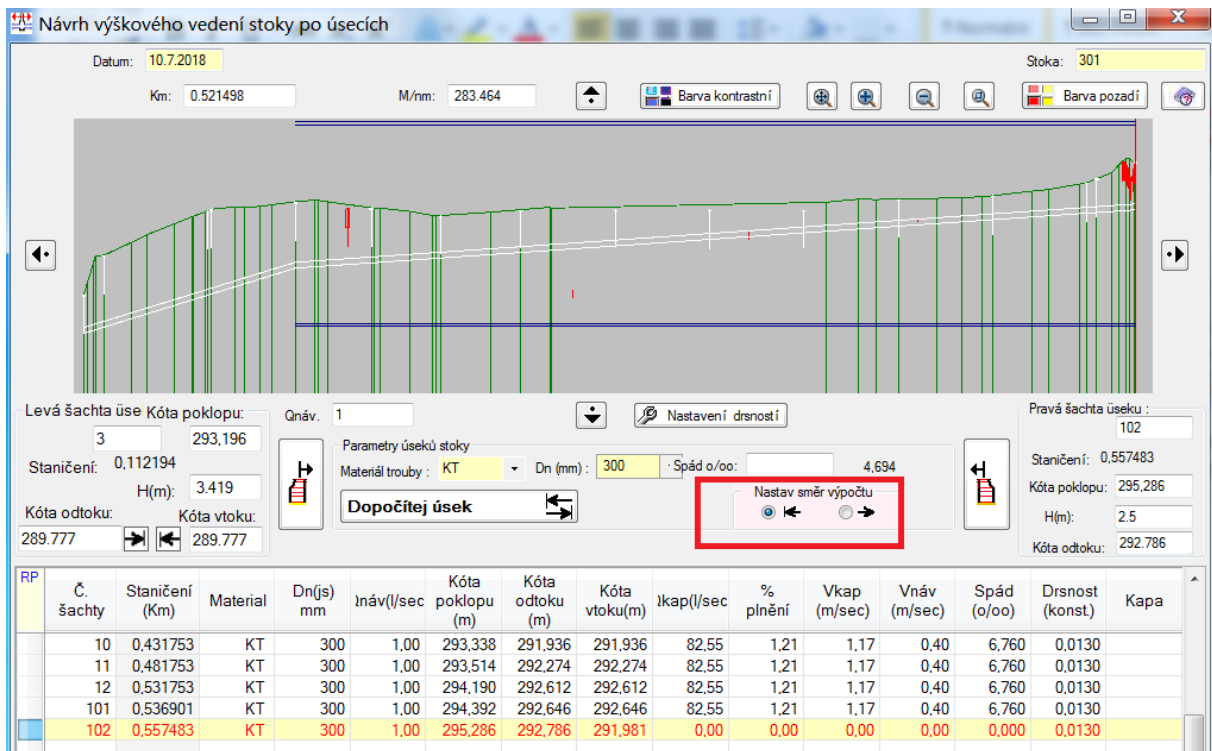 Návrh výškového vedení stoky po úsecích
Datum: 10.7.2018 Stoka: 301
Km: 0.521498 M/nm: 283.464 Barva kontrastní Barva pozadí
Levá šachta úse Kóta poklopu: Qnáv. 1 Nastavení drsností Pravá šachta úseku :
3 293,196 102
Parametry úseků stoky
Staničení: 0,112194 Materiál trouby : KT Dn (mm) : 300 Spád o/oo: 4,694 Staničení: 0,557483
H(m): 3.419 Dopočítej úsek Nastav směr výpočtu Kóta poklopu: 295,286
Kóta odtoku: Kóta vtoku: H(m): 2.5
289.777 289.777 Kóta odtoku: 292.786
RP Č. šachty Staničení (Km) Material Dn(js) mm náv(l/sec Kóta poklopu (m) Kóta odtoku (m) Kóta vtoku(m) kap(l/sec % plnění Vkap (m/sec) Vnáv (m/sec) Spád (o/oo) Drsnost (konst.) Kapa
10 0,431753 KT 300 1,00 293,338 291,936 291,936 82,55 1,21 1,17 0,40 6,760 0,0130
11 0,481753 KT 300 1,00 293,514 292,274 292,274 82,55 1,21 1,17 0,40 6,760 0,0130
12 0,531753 KT 300 1,00 294,190 292,612 292,612 82,55 1,21 1,17 0,40 6,760 0,0130
101 0,536901 KT 300 1,00 294,392 292,646 292,646 82,55 1,21 1,17 0,40 6,760 0,0130
102 0,557483 KT 300 1,00 295,286 292,786 291,981 0,00 0,00 0,00 0,00 0,000 0,0130